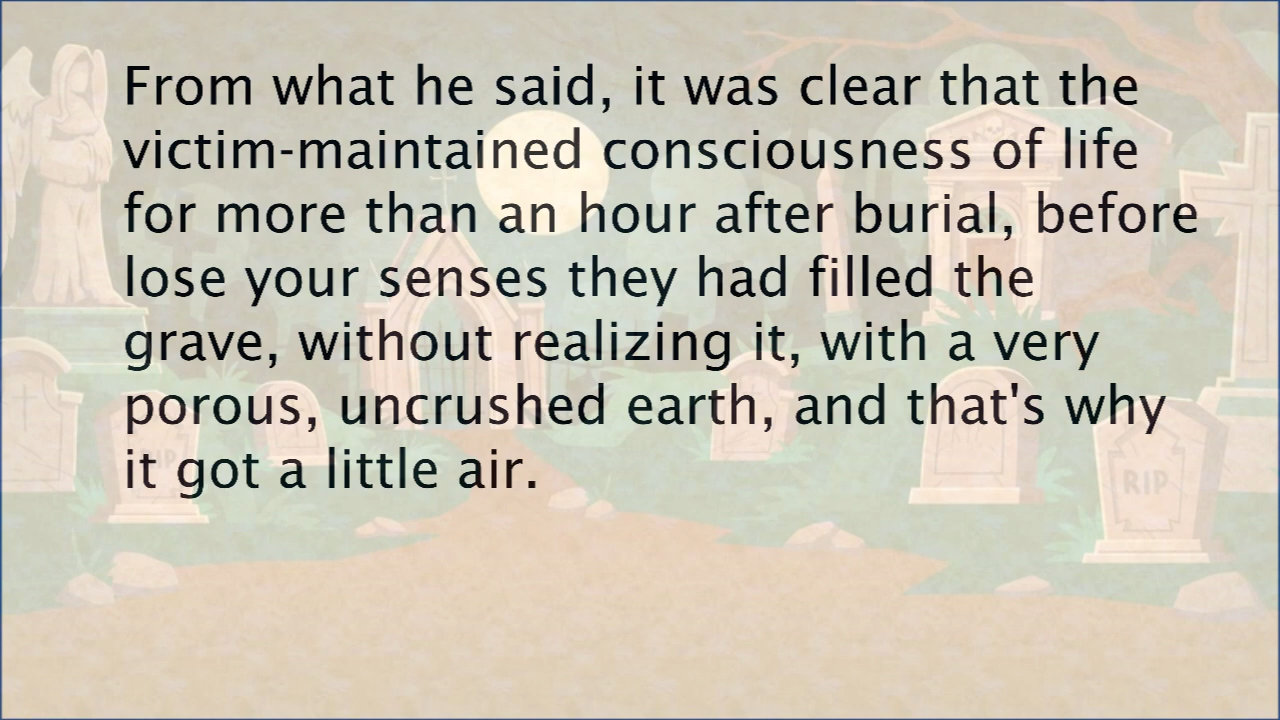 From what he said, it was clear that the
victim-maintained consciousness of life
for more than an hour after burial, before
lose your senses they had filled the
grave, without realizing it, with a very
porous, uncrushed earth, and that's why
it got a little air.
RIP
RIP